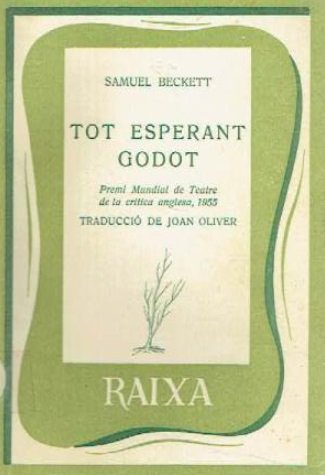 SAMUEL BECKETT
TOT ESPERANT
GODOT
Premi Mundial de Teatre
de la crítica anglesa, 1955
TRADUCCIÓ DE JOAN OLIVER
RAIXA